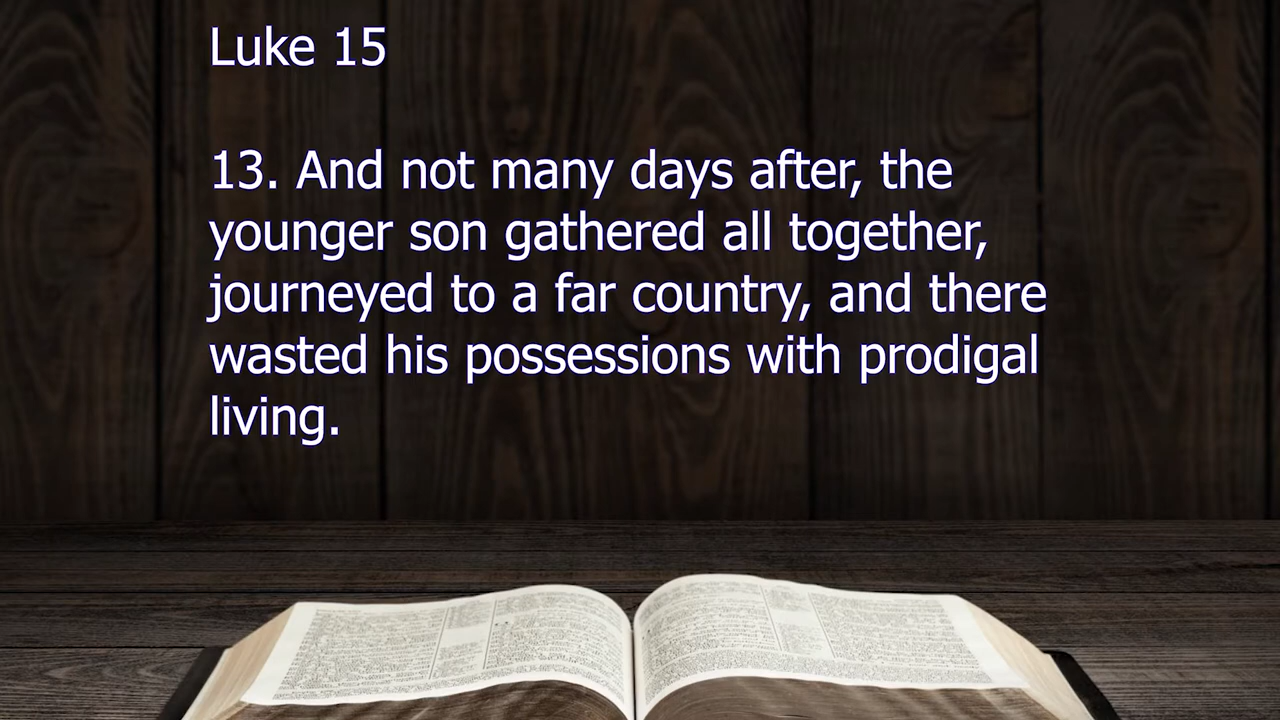 Luke 15
13. And not many days after, the
younger son gathered all together,
journeyed to a far country, and there
wasted his possessions with prodigal
living.